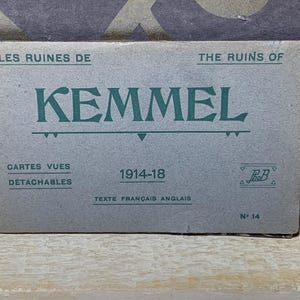 LES RUINES DE THE RUINS OF
KEMMEL
CARTES VUES
DÉTACHABLES
1914-18
TEXTE FRANÇAIS ANGLAIS
N° 14